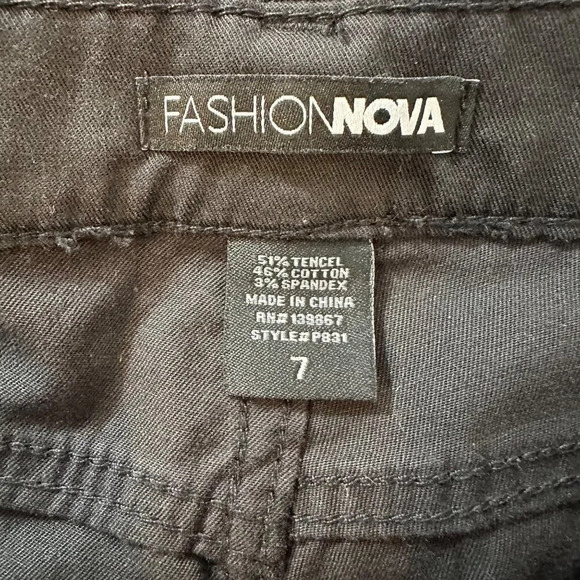 FASHIONNOVA
51% TENCEL
46% COTTON
3% SPANDEX
MADE IN CHINA
RN# 139867
STYLE# P831
7